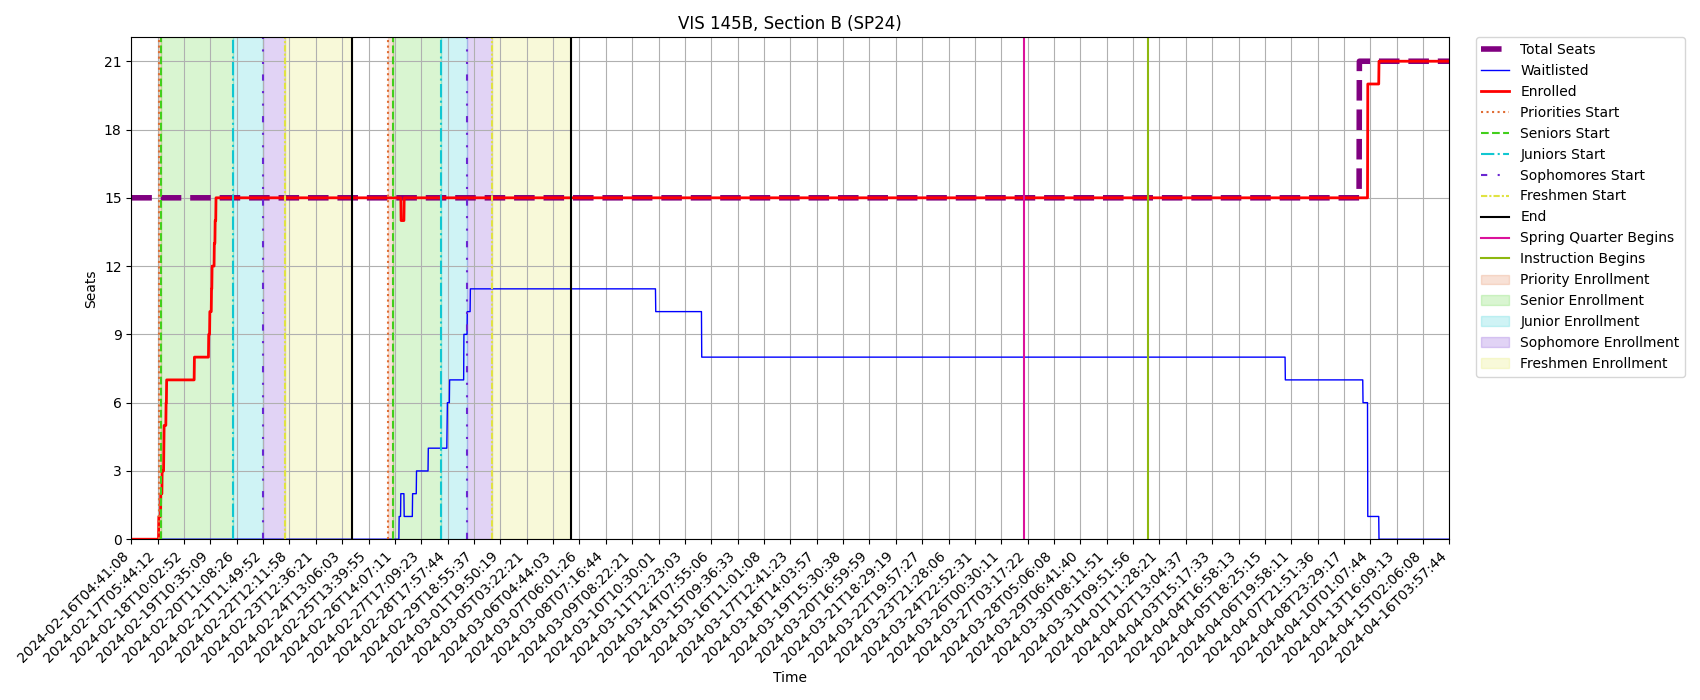 VIS 145B, Section B (SP24)
Seats
21
18
15
12
9
6
3
0
2024-02-16T04:41:08
2024-02-17T05:44:12
2024-02-18T10:02:52
2024-02-19T10:35:09
2024-02-20T11:08:26
2024-02-21T11:49:52
2024-02-22T12:11:58
2024-02-23T12:36:21
2024-02-24T13:06:03
2024-02-25T13:39:55
2024-02-26T14:07:11
2024-02-27T17:09:23
2024-02-28T17:57:44
2024-02-29T18:55:37
2024-03-01T19:50:19
2024-03-05T03:22:21
2024-03-06T04:44:03
2024-03-07T06:01:26
2024-03-08T07:16:44
2024-03-09T08:22:21
2024-03-10T10:30:01
2024-03-11T12:23:03
2024-03-14T07:55:06
2024-03-15T09:36:33
2024-03-16T11:01:08
2024-03-17T12:41:23
2024-03-18T14:03:57
2024-03-19T15:30:38
2024-03-20T16:59:59
2024-03-21T18:29:19
2024-03-22T19:57:27
2024-03-23T21:28:06
2024-03-24T22:52:31
2024-03-26T00:30:11
2024-03-27T03:17:22
2024-03-28T05:06:08
2024-03-29T06:41:40
2024-03-30T08:11:51
2024-03-31T09:51:56
2024-04-01T11:28:21
2024-04-02T13:04:37
2024-04-03T15:17:33
2024-04-04T16:58:13
2024-04-05T18:25:15
2024-04-06T19:58:11
2024-04-07T21:51:36
2024-04-08T23:29:17
2024-04-10T01:07:44
2024-04-13T16:09:13
2024-04-15T02:06:08
2024-04-16T03:57:44
Time
Total Seats
Waitlisted
Enrolled
Priorities Start
Seniors Start
Juniors Start
Sophomores Start
Freshmen Start
End
Spring Quarter Begins
Instruction Begins
Priority Enrollment
Senior Enrollment
Junior Enrollment
Sophomore Enrollment
Freshmen Enrollment